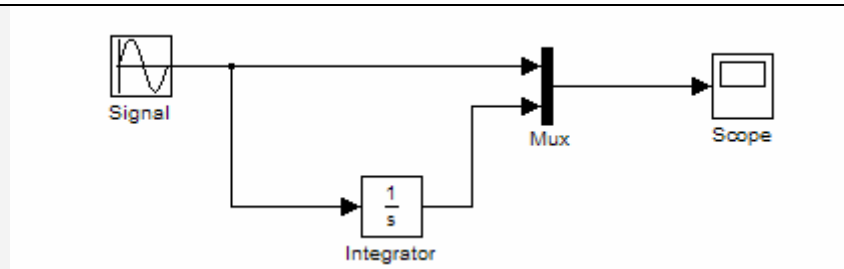 Signal
Mux
Scope
1
s
Integrator